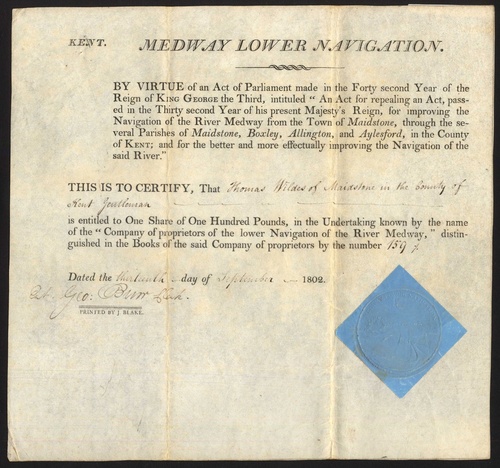 KENT.
MEDWAY LOWER NAVIGATION.
BY VIRTUE of an Act of Parliament made in the Forty second Year of the
Reign of KING GEORGE the Third, intituled “ An Act for repealing an Act, pass-
ed in the Thirty second Year of his present Majesty's Reign, for improving the
Navigation of the River Medway from the Town of Maidstone, through the se-
veral Parishes of Maidstone, Boxley, Allington, and Aylesford, in the County
of KENT; and for the better and more effectually improving the Navigation of the
said River.”
THIS IS TO CERTIFY, That Thomas Wildes of Maidstone in the County of
Kent Gentleman
is entitled to One Share of One Hundred Pounds, in the Undertaking known by the name
of the “ Company of proprietors of the lower Navigation of the River Medway,” distin-
guished in the Books of the said Company of proprietors by the number 159
Dated the thirteenth day of September 1802.
Geo: Burr
PRINTED BY J BLAKE.